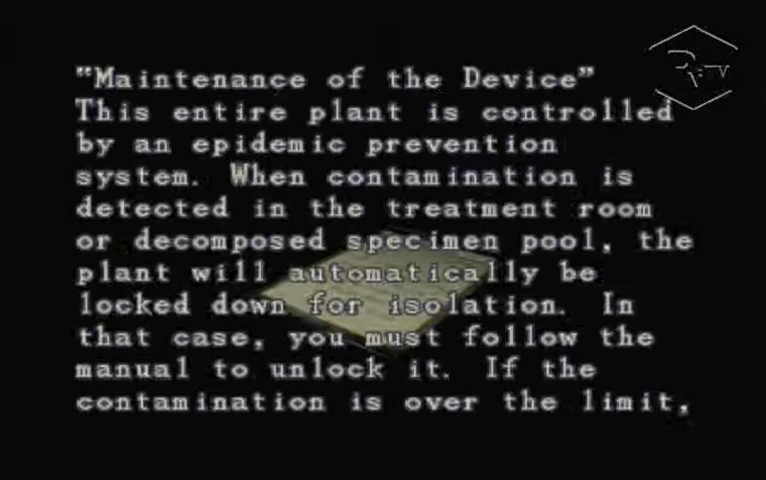 "Maintenance of the Device"
This entire plant is controlled
by an epidemic prevention
system. When contamination is
detected in the treatment room
or decomposed specimen pool, the
plant will automatically be
locked down for isolation. In
that case, you must follow the
manual to unlock it. If the
contamination is over the limit,